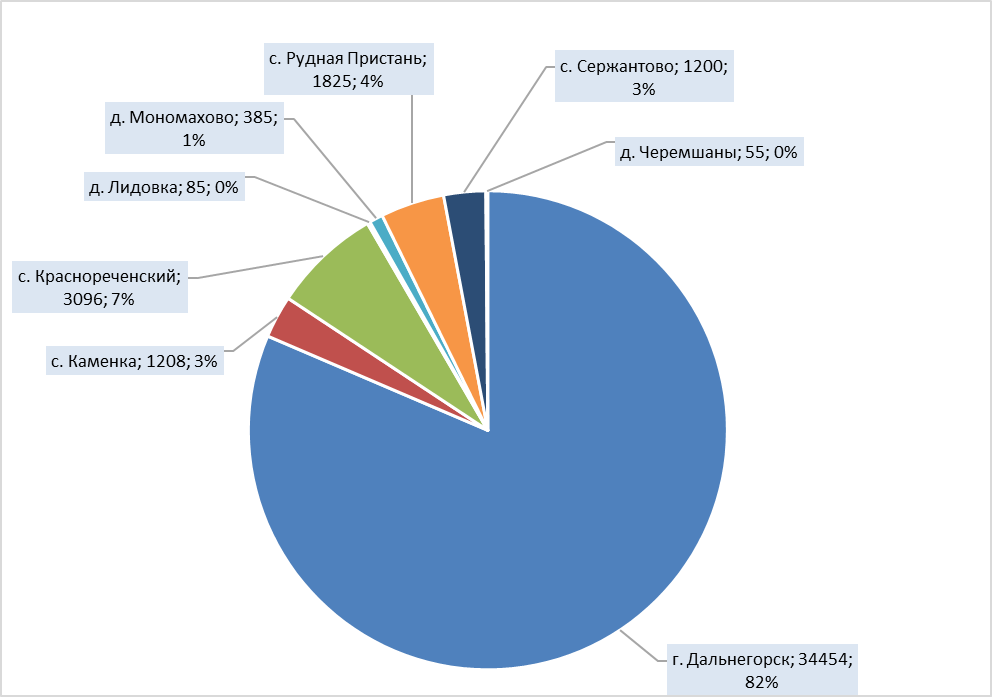 с. Рудная Пристань;
1825; 4%
с. Сержантово; 1200;
3%
д. Мономахово; 385;
1%
д. Черемшаны; 55; 0%
д. Лидовка; 85; 0%
с. Краснореченский;
3096; 7%
с. Каменка; 1208; 3%
г. Дальнегорск; 34454;
82%